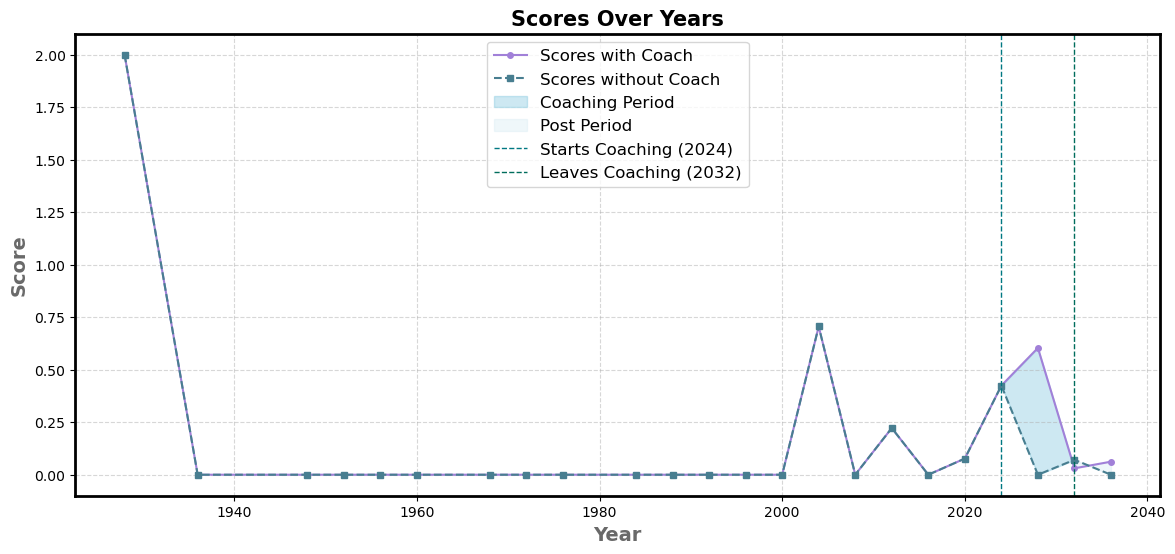 Scores Over Years
Scores with Coach
Scores without Coach
Coaching Period
Post Period
Starts Coaching (2024)
Leaves Coaching (2032)
2.00
1.75
1.50
1.25
1.00
0.75
0.50
0.25
0.00
Score
1940 1960 1980 2000 2020 2040
Year